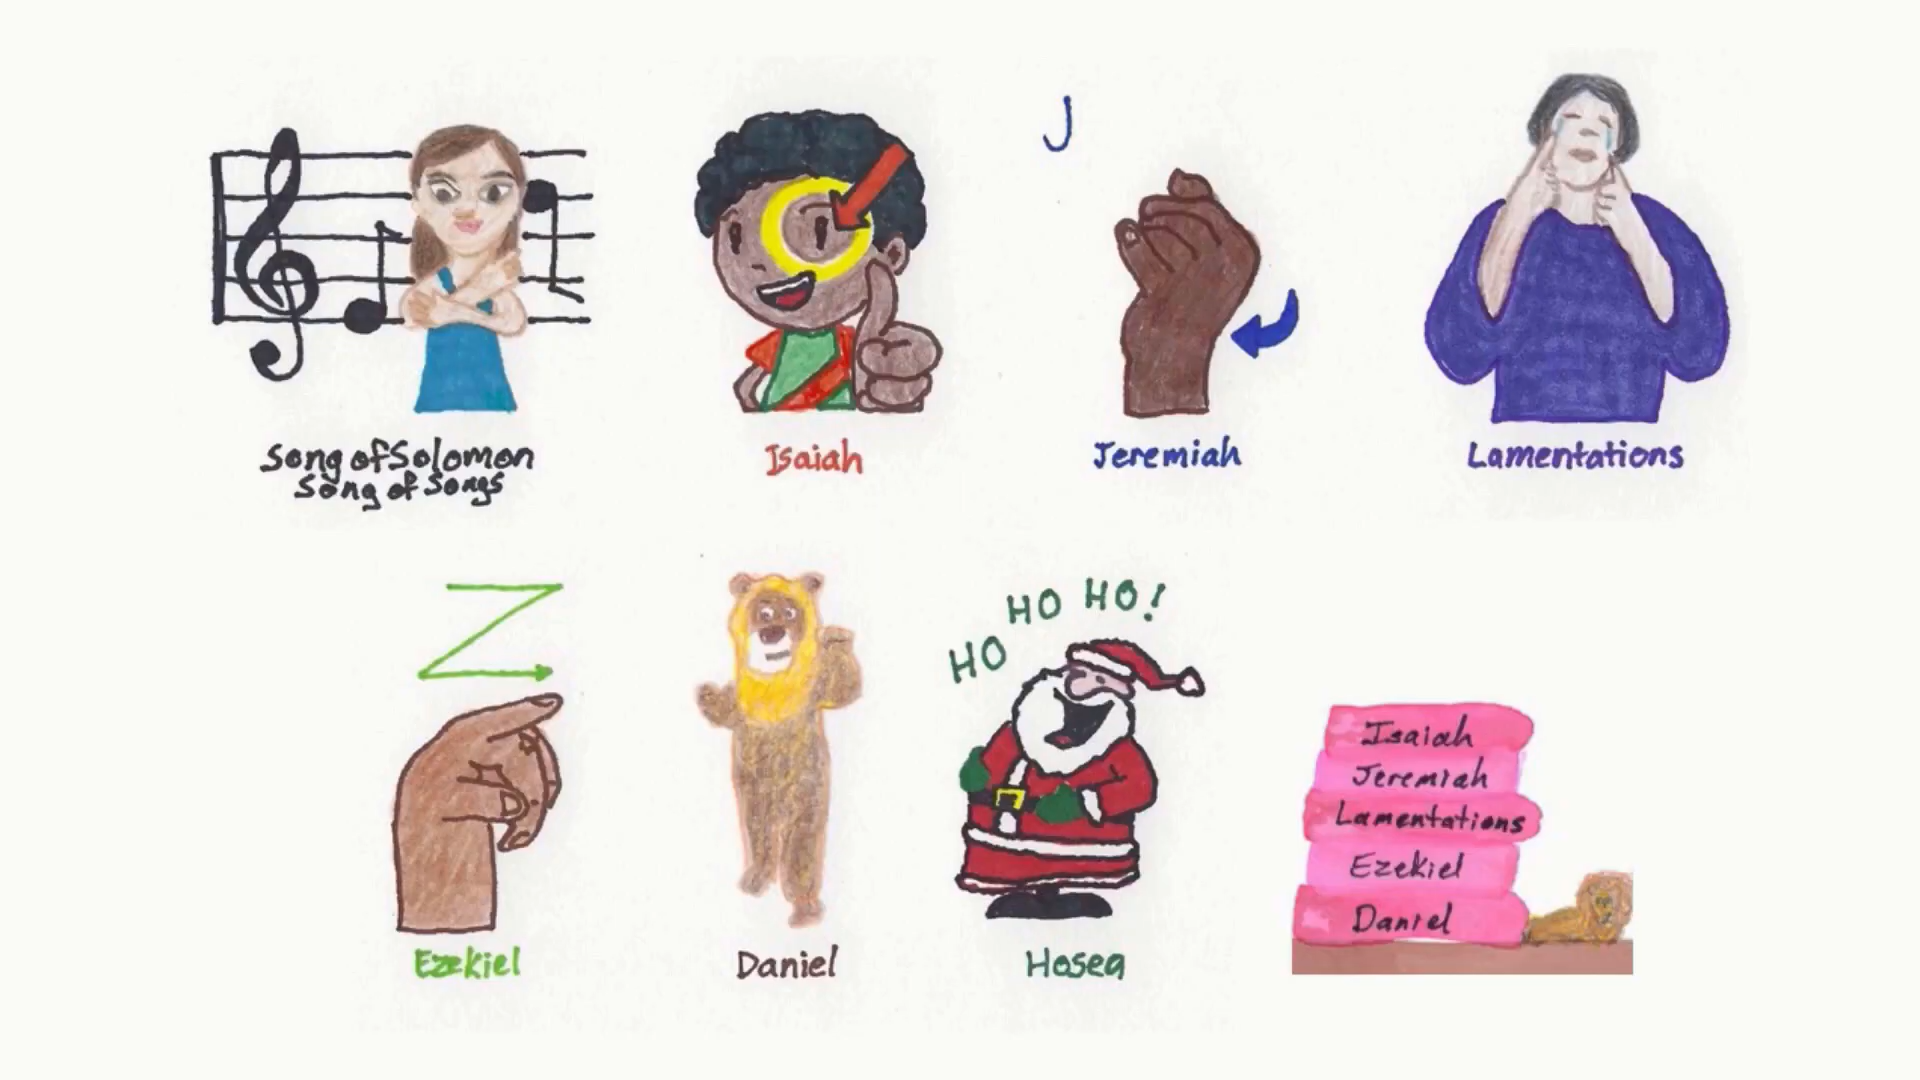 J
Song of Solomon
Song of Songs
Isaiah
Jeremiah
Lamentations
Z
HO HO HO!
Ezekiel
Daniel
Hosea
Isaiah
Jeremiah
Lamentations
Ezekiel
Daniel